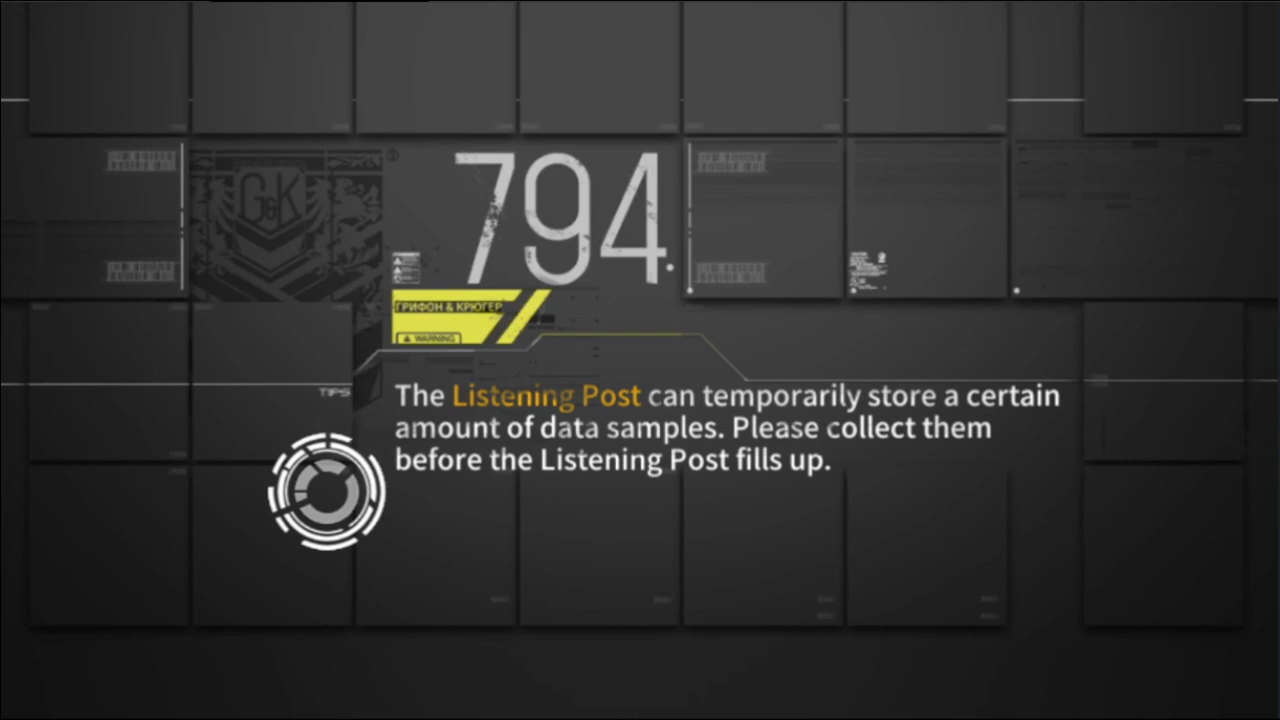 G&K
794.
ГРИФОН & КРЮГЕР
WARNING
TIPS
The Listening Post can temporarily store a certain
amount of data samples. Please collect them
before the Listening Post fills up.